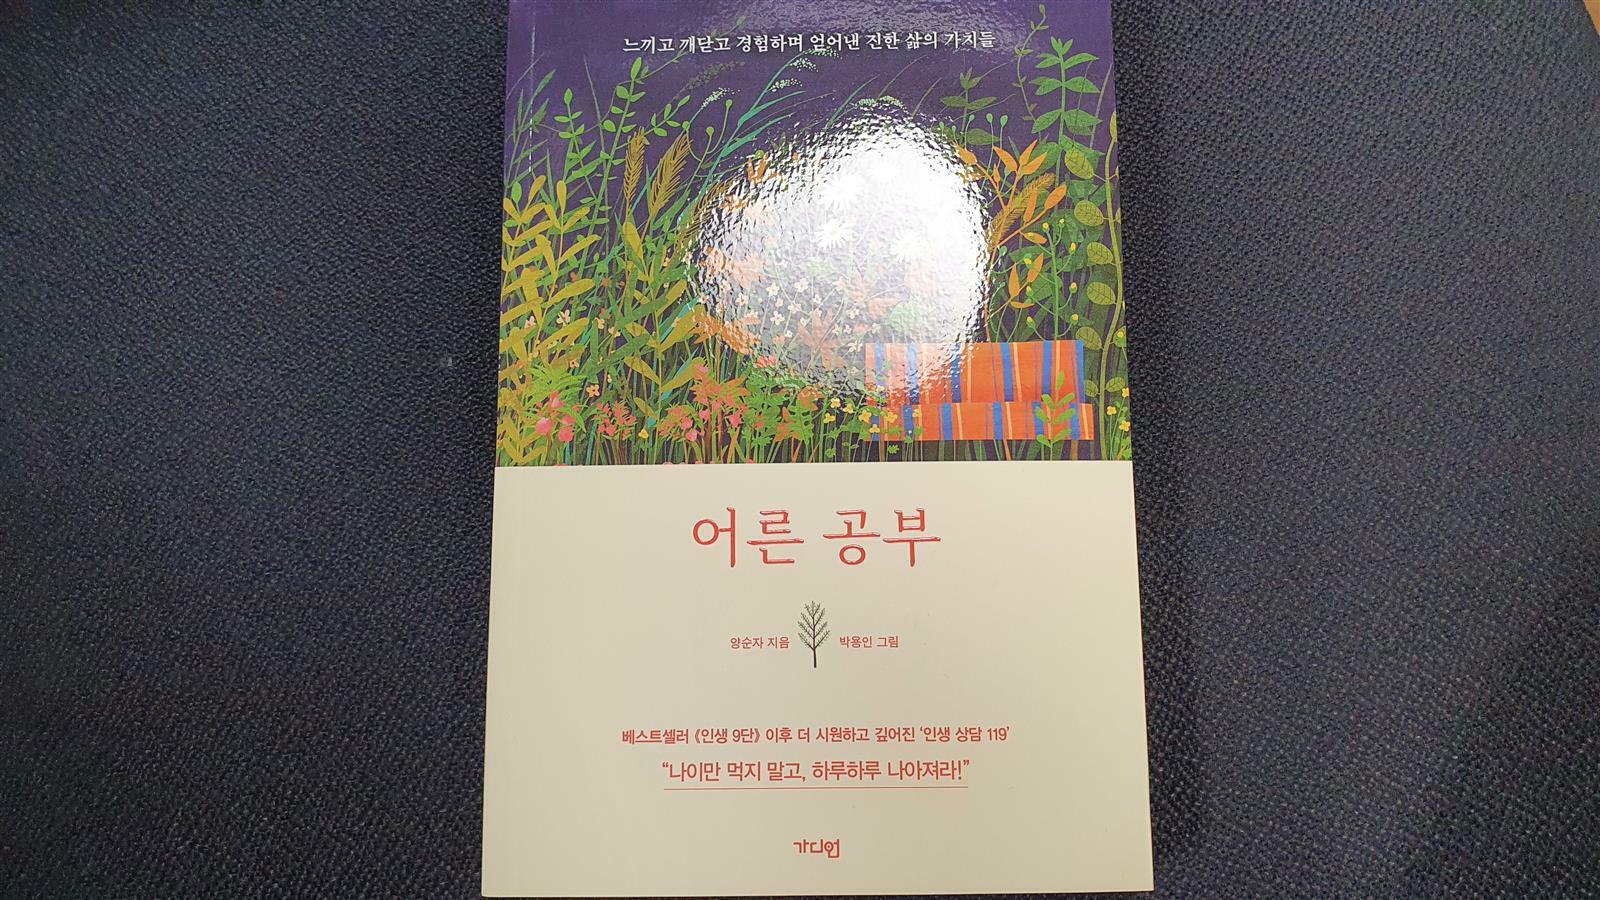 느끼고 깨닫고 경험하며 얻어낸 진한 삶의 가치들
어른 공부
양순자 지음 박용인 그림
베스트셀러 《인생 9단》 이후 더 시원하고 깊어진 ‘인생 상담 119’
“나이만 먹지 말고, 하루하루 나아져라!”
가디언